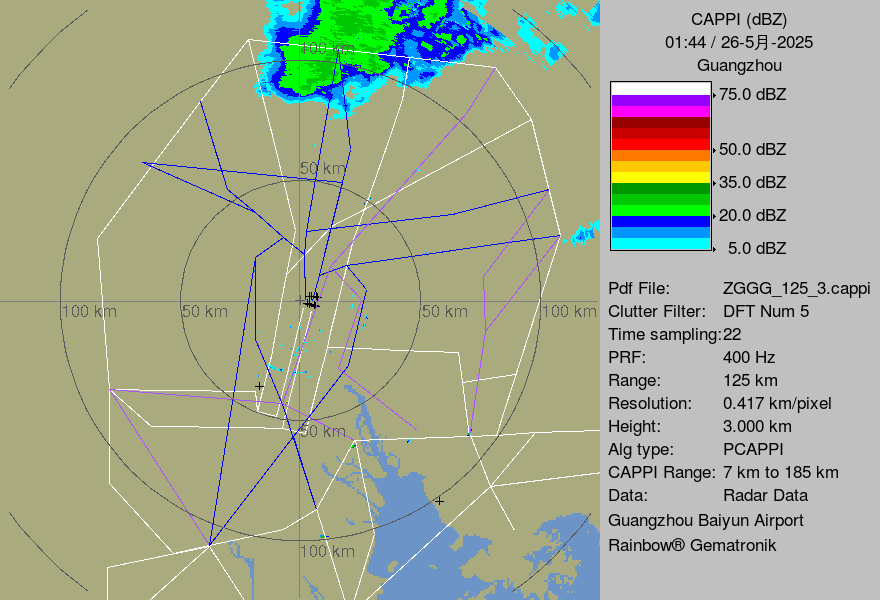 CAPPI (dBZ)
01:44 / 26-5月-2025
Guangzhou
75.0 dBZ
50.0 dBZ
35.0 dBZ
20.0 dBZ
5.0 dBZ
Pdf File: ZGGG_125_3.cappi
Clutter Filter: DFT Num 5
Time sampling:22
PRF: 400 Hz
Range: 125 km
Resolution: 0.417 km/pixel
Height: 3.000 km
Alg type: PCAPPI
CAPPI Range: 7 km to 185 km
Data: Radar Data
Guangzhou Baiyun Airport
Rainbow® Gematronik
100 km
50 km
100 km
50 km
50 km
100 km
50 km
100 km